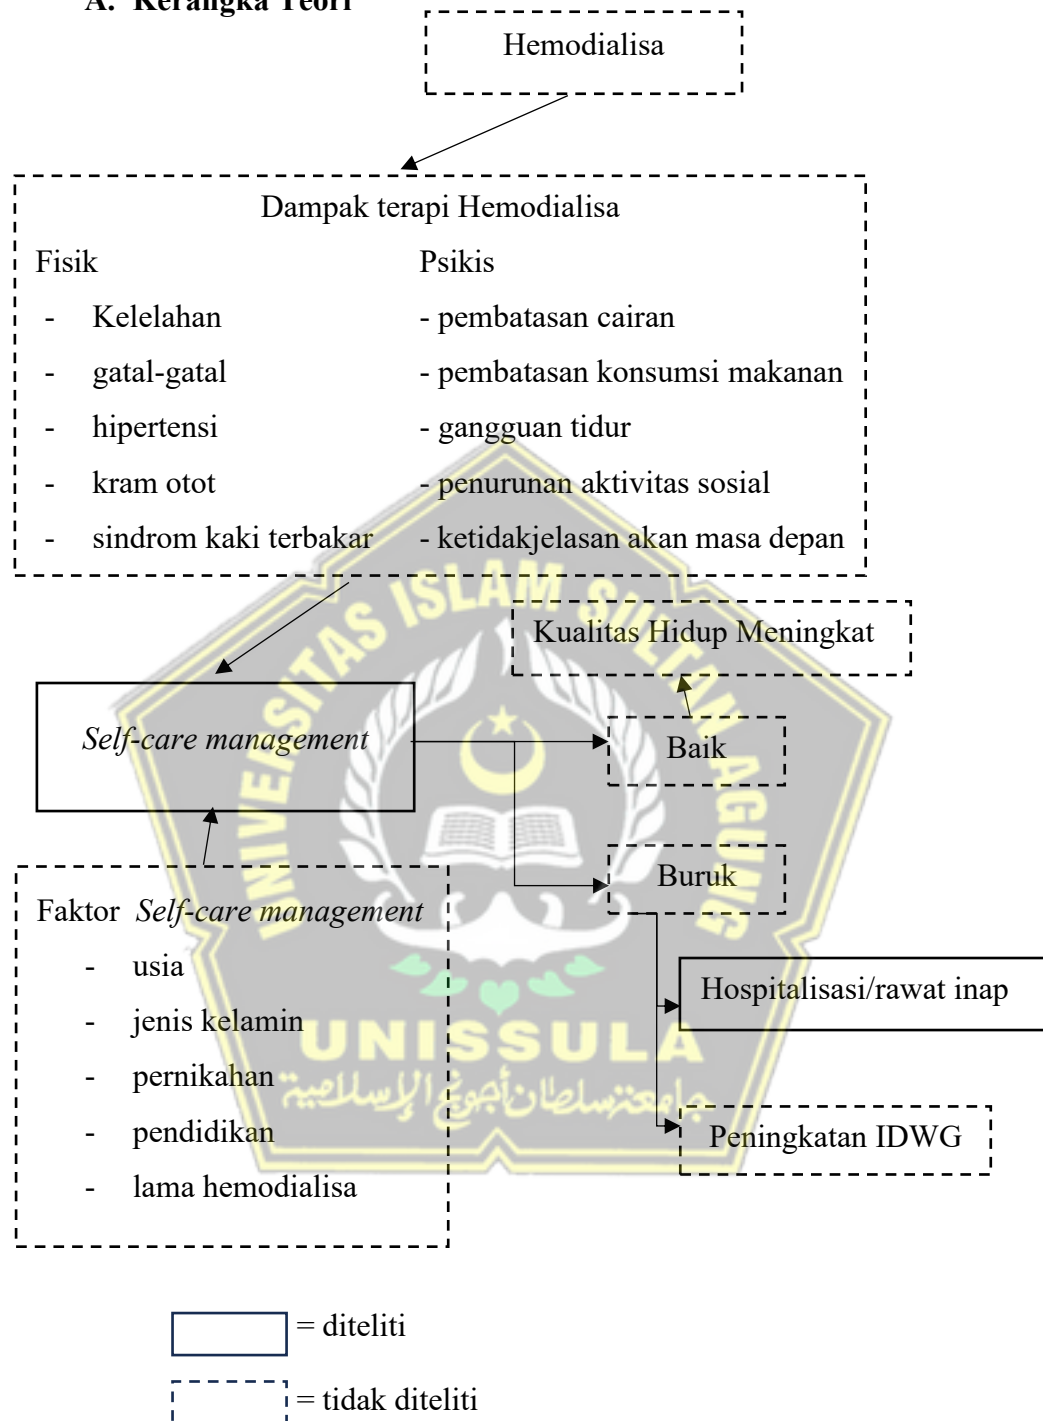 A. Kerangka Teori
Hemodialisa
Dampak terapi Hemodialisa
Fisik
- Kelelahan
- gatal-gatal
- hipertensi
- kram otot
- sindrom kaki terbakar
Psikis
- pembatasan cairan
- pembatasan konsumsi makanan
- gangguan tidur
- penurunan aktivitas sosial
- ketidakjelasan akan masa depan
Kualitas Hidup Meningkat
Self-care management
Baik
Buruk
Faktor Self-care management
- usia
- jenis kelamin
- pernikahan
- pendidikan
- lama hemodialisa
Hospitalisasi/rawat inap
Peningkatan IDWG
UNIVERSITAS ISLAM SULTAN AGUNG
UNISSULA
جامعة سلطان أجونج الإسلامية
= diteliti
= tidak diteliti